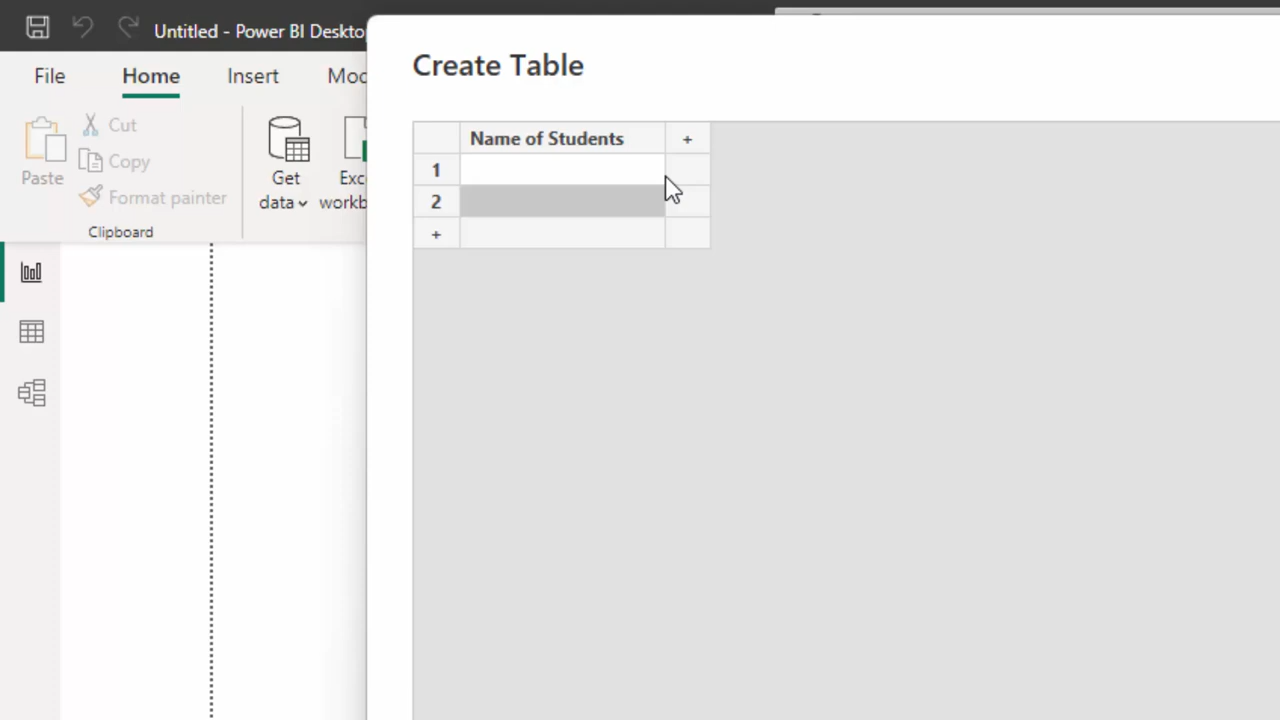 Untitled - Power BI Deskto
Create Table
File Home Insert Mod
Cut
Copy
Paste
Format painter
Clipboard
Get
data
Exce
workb
Name of Students +
1
2
+